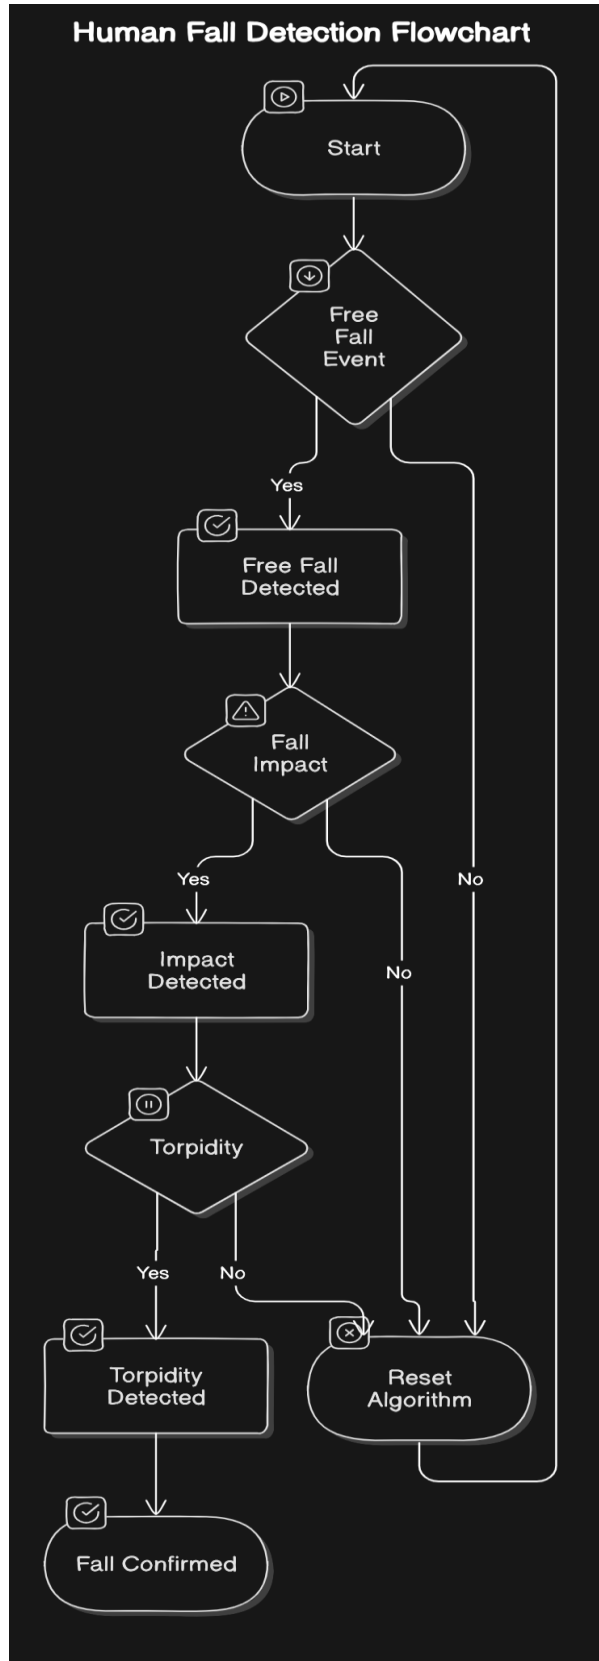 Human Fall Detection Flowchart
Start
Free
Fall
Event
Yes
Free Fall
Detected
Fall
Impact
Yes
No
Impact
Detected
No
Torpidity
Yes
No
Torpidity
Detected
Reset
Algorithm
Fall Confirmed